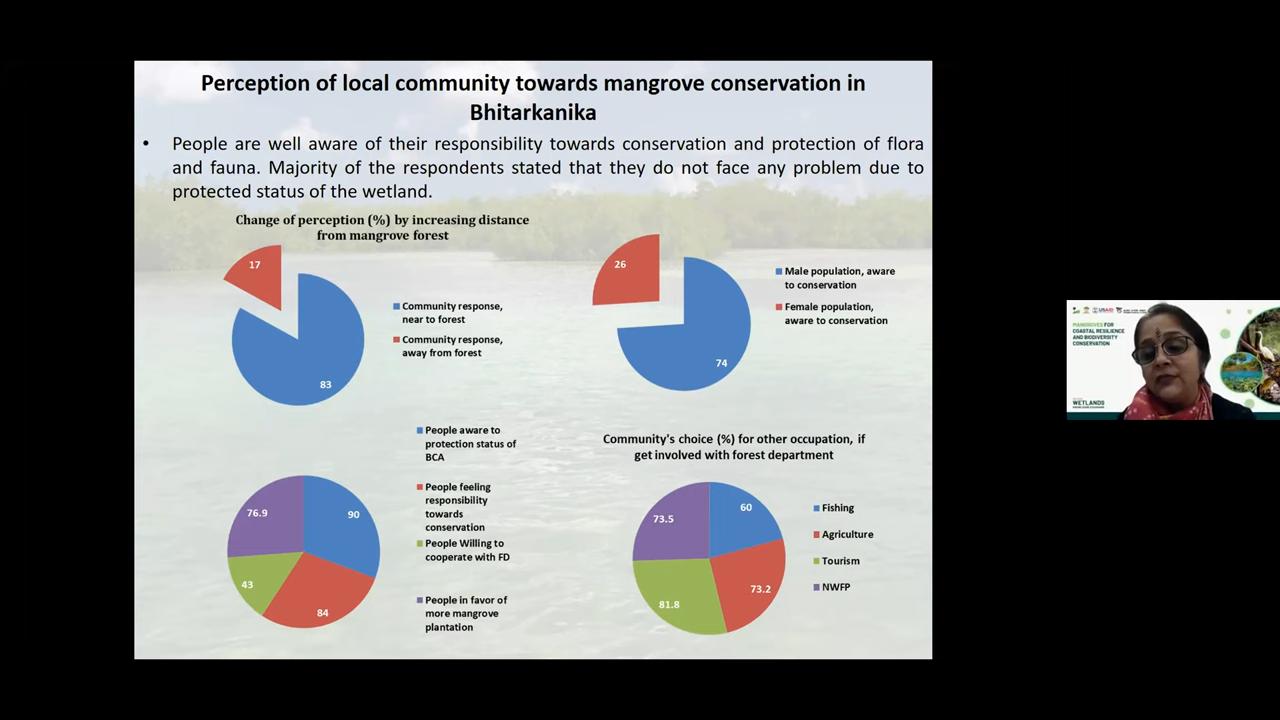 Perception of local community towards mangrove conservation in
Bhitarkanika
• People are well aware of their responsibility towards conservation and protection of flora
and fauna. Majority of the respondents stated that they do not face any problem due to
protected status of the wetland.
Change of perception (%) by increasing distance
from mangrove forest
17
83
Community response,
near to forest
Community response,
away from forest
26
74
Male population, aware
to conservation
Female population,
aware to conservation
90
84
43
76.9
People aware to
protection status of
BCA
People feeling
responsibility
towards
conservation
People Willing to
cooperate with FD
People in favor of
more mangrove
plantation
Community's choice (%) for other occupation, if
get involved with forest department
60
73.2
81.8
73.5
Fishing
Agriculture
Tourism
NWFP
USAID
MANGROVES FOR
COASTAL RESILIENCE
AND BIODIVERSITY
CONSERVATION
WETLANDS